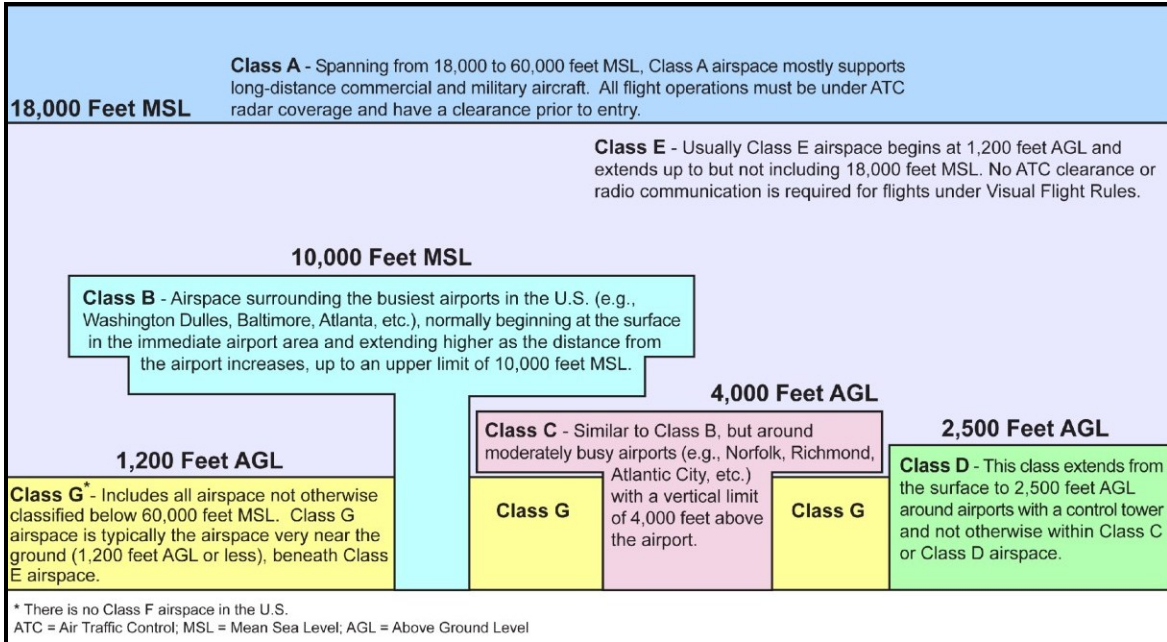 Class A - Spanning from 18,000 to 60,000 feet MSL, Class A airspace mostly supports
long-distance commercial and military aircraft. All flight operations must be under ATC
radar coverage and have a clearance prior to entry.
18,000 Feet MSL
Class E - Usually Class E airspace begins at 1,200 feet AGL and
extends up to but not including 18,000 feet MSL. No ATC clearance or
radio communication is required for flights under Visual Flight Rules.
10,000 Feet MSL
Class B - Airspace surrounding the busiest airports in the U.S. (e.g.,
Washington Dulles, Baltimore, Atlanta, etc.), normally beginning at the surface
in the immediate airport area and extending higher as the distance from
the airport increases, up to an upper limit of 10,000 feet MSL.
4,000 Feet AGL
Class C - Similar to Class B, but around
moderately busy airports (e.g., Norfolk, Richmond,
Atlantic City, etc.)
with a vertical limit
of 4,000 feet above
the airport.
2,500 Feet AGL
Class D - This class extends from
the surface to 2,500 feet AGL
around airports with a control tower
and not otherwise within Class C
or Class D airspace.
1,200 Feet AGL
Class G* - Includes all airspace not otherwise
classified below 60,000 feet MSL. Class G
airspace is typically the airspace very near the
ground (1,200 feet AGL or less), beneath Class
E airspace.
Class G
Class G
* There is no Class F airspace in the U.S.
ATC = Air Traffic Control; MSL = Mean Sea Level; AGL = Above Ground Level